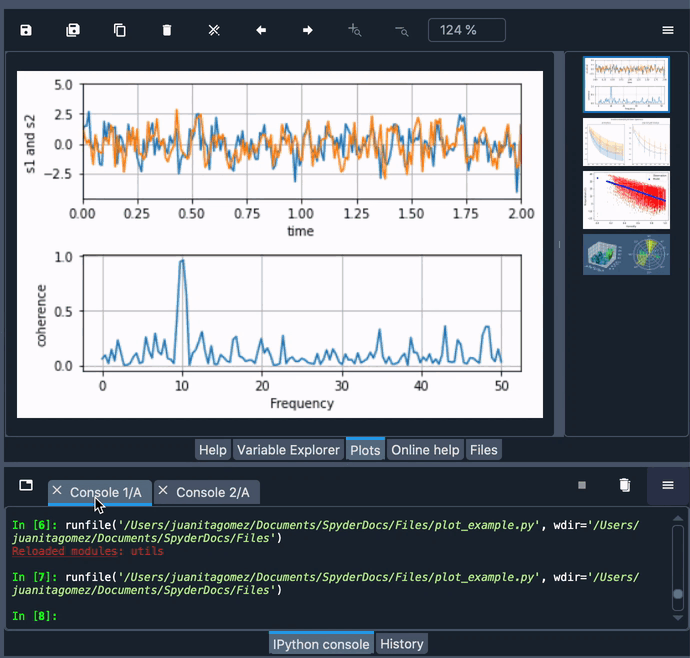 124 %
5.0
2.5
0.0
−2.5
s1 and s2
0.00 0.25 0.50 0.75 1.00 1.25 1.50 1.75 2.00
time
1.0
0.5
0.0
coherence
0 10 20 30 40 50
Frequency
Help Variable Explorer Plots Online help Files
Console 1/A Console 2/A
In [6]: runfile('/Users/juanitagomez/Documents/SpyderDocs/Files/plot_example.py', wdir='/Users/
juanitagomez/Documents/SpyderDocs/Files')
Reloaded modules: utils
In [7]: runfile('/Users/juanitagomez/Documents/SpyderDocs/Files/plot_example.py', wdir='/Users/
juanitagomez/Documents/SpyderDocs/Files')
In [8]:
IPython console History